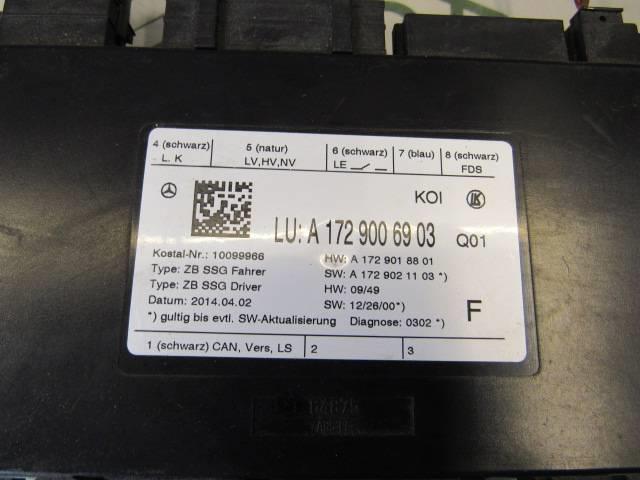 4 (schwarz) 5 (natur) 6 (schwarz) 7 (blau) 8 (schwarz)
L. K LV,HV,NV LE FDS
KOI
LU: A 172 900 69 03 Q01
Kostal-Nr.: 10099966 HW: A 172 901 88 01
Type: ZB SSG Fahrer SW: A 172 902 11 03 *)
Type: ZB SSG Driver HW: 09/49
Datum: 2014.04.02 SW: 12/26/00*) F
*) gultig bis evtl. SW-Aktualisierung Diagnose: 0302 *)
1 (schwarz) CAN, Vers, LS 2 3